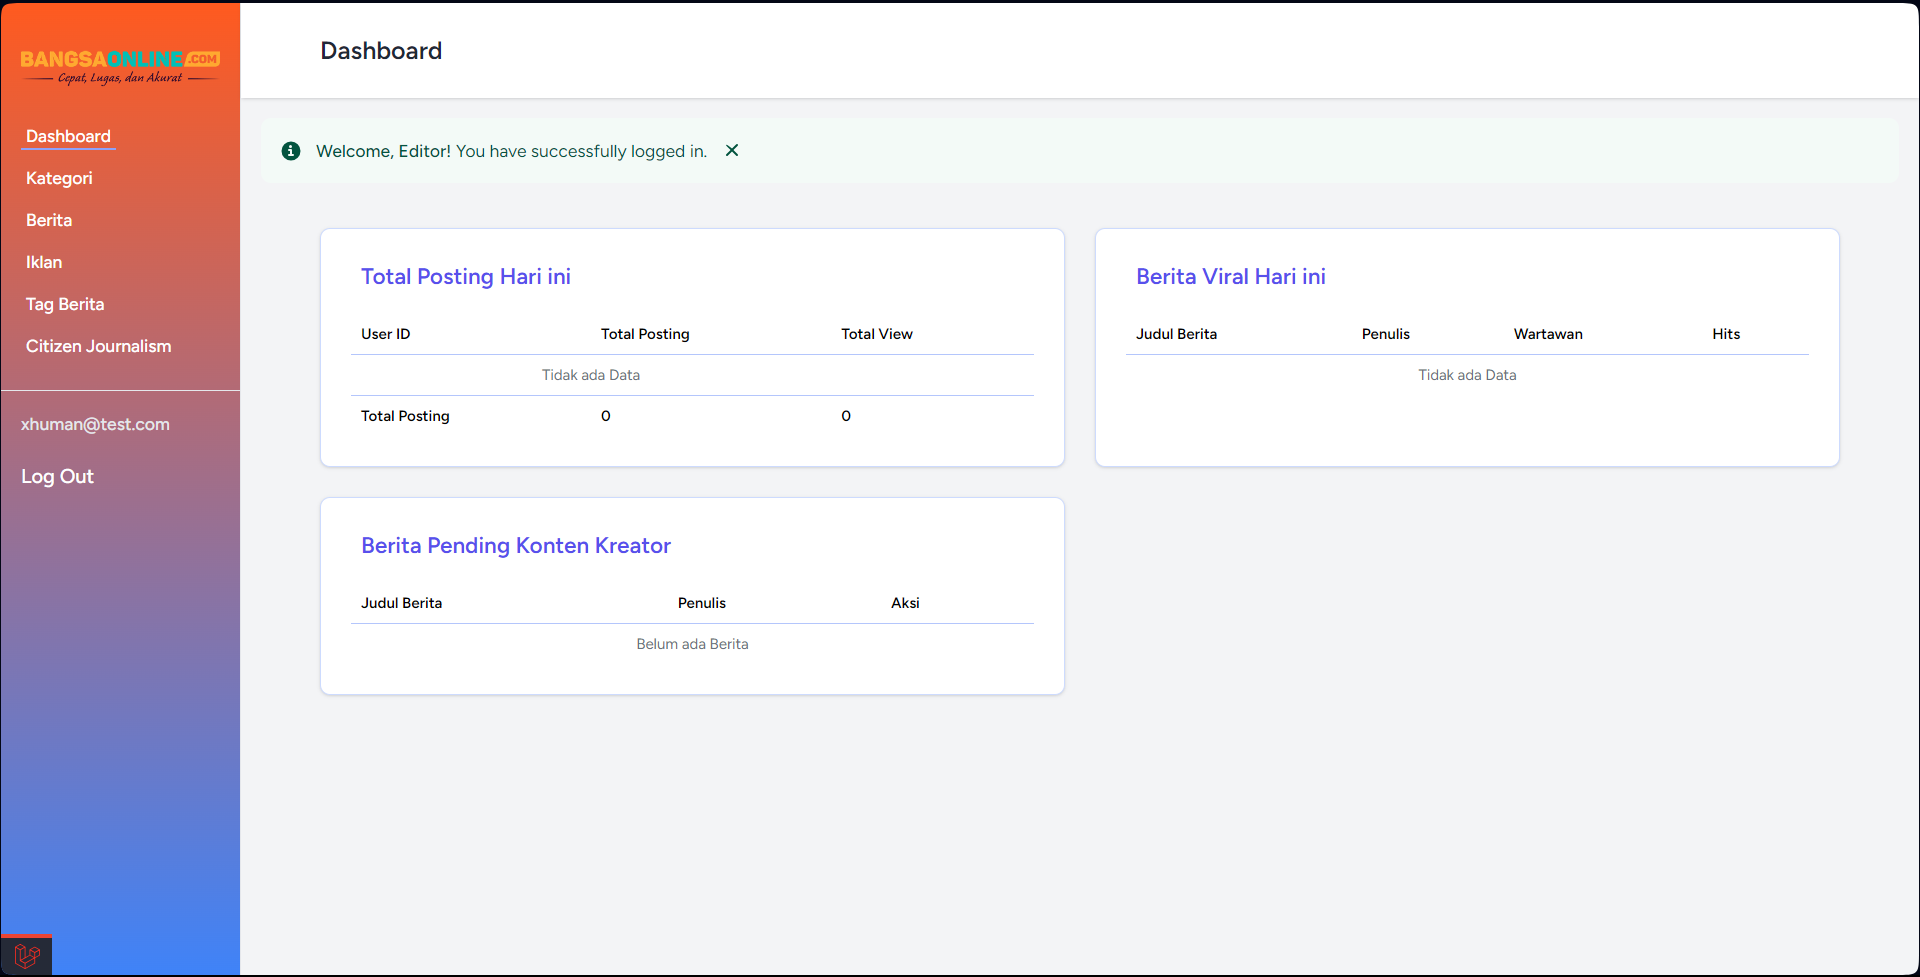 BANGSAONLINE.COM
Cepat, Lugas, dan Akurat
Dashboard
Kategori
Berita
Iklan
Tag Berita
Citizen Journalism
xhuman@test.com
Log Out
Dashboard
Welcome, Editor! You have successfully logged in.
Total Posting Hari ini
User ID Total Posting Total View
Tidak ada Data
Total Posting 0 0
Berita Viral Hari ini
Judul Berita Penulis Wartawan Hits
Tidak ada Data
Berita Pending Konten Kreator
Judul Berita Penulis Aksi
Belum ada Berita